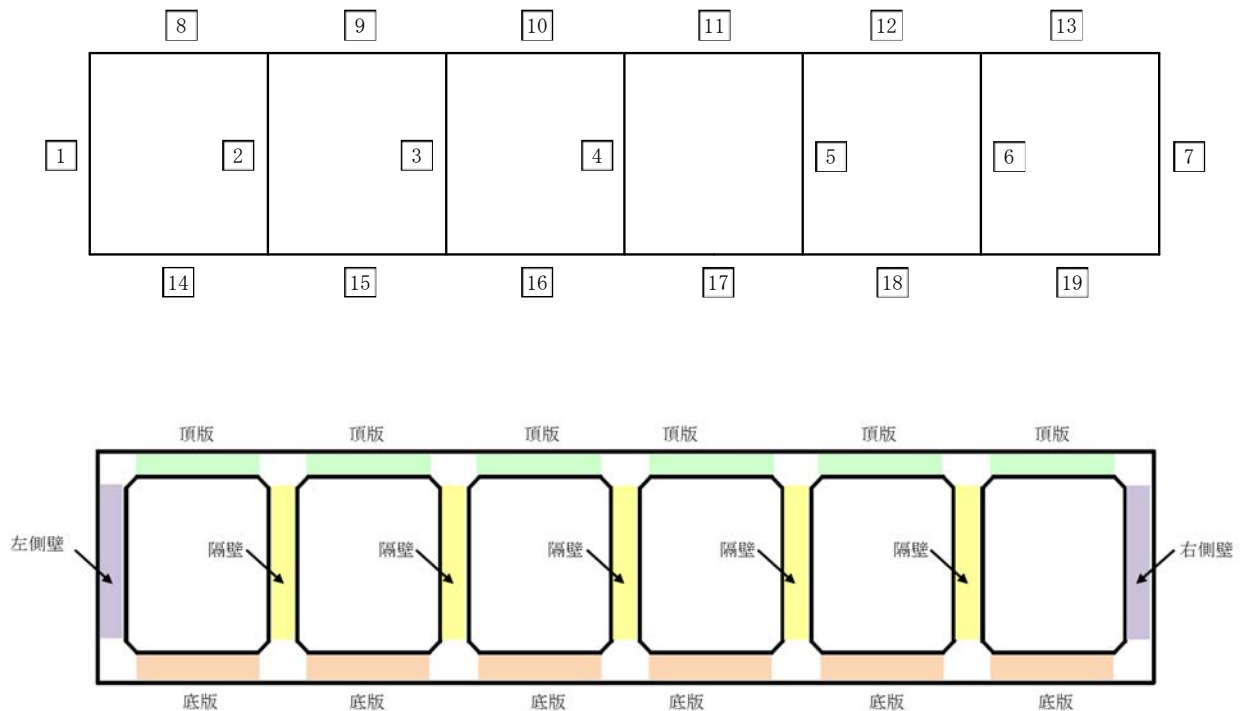 8 9 10 11 12 13
1 2 3 4 5 6 7
14 15 16 17 18 19
頂版 頂版 頂版 頂版 頂版 頂版
左側壁 隔壁 隔壁 隔壁 隔壁 隔壁 右側壁
底版 底版 底版 底版 底版 底版